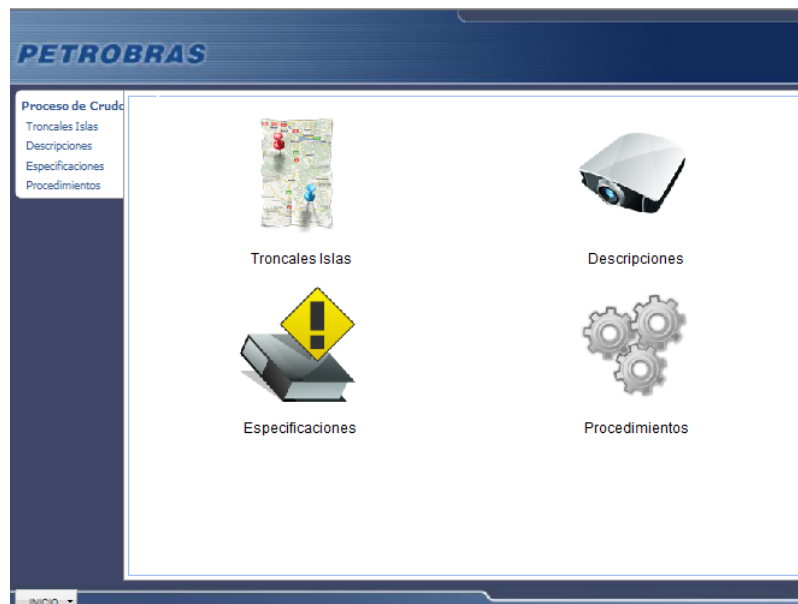 PETROBRAS
Proceso de Crudo
Troncales Islas
Descripciones
Especificaciones
Procedimientos
Troncales Islas
Descripciones
Especificaciones
Procedimientos
INICIO